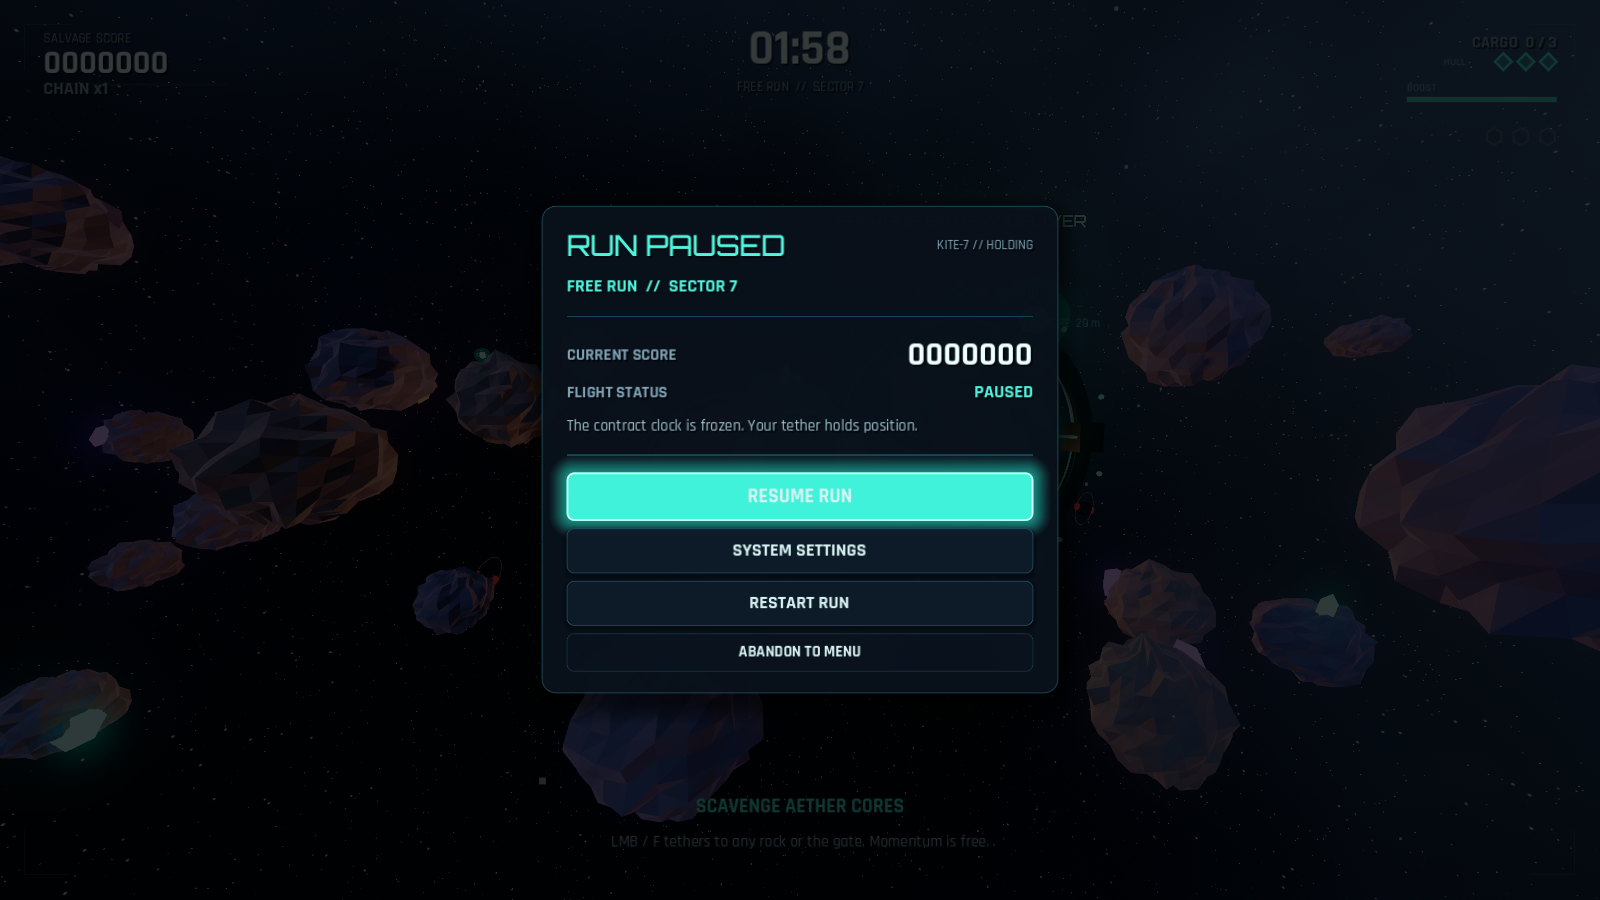 SALVAGE SCORE
0000000
CHAIN x1
01:58
FREE RUN // SECTOR 7
CARGO 0 / 3
HULL
BOOST
RUN PAUSED
KITE-7 // HOLDING
FREE RUN // SECTOR 7
CURRENT SCORE
0000000
FLIGHT STATUS
PAUSED
The contract clock is frozen. Your tether holds position.
RESUME RUN
SYSTEM SETTINGS
RESTART RUN
ABANDON TO MENU
29 m
SCAVENGE AETHER CORES
LMB / F tethers to any rock or the gate. Momentum is free.